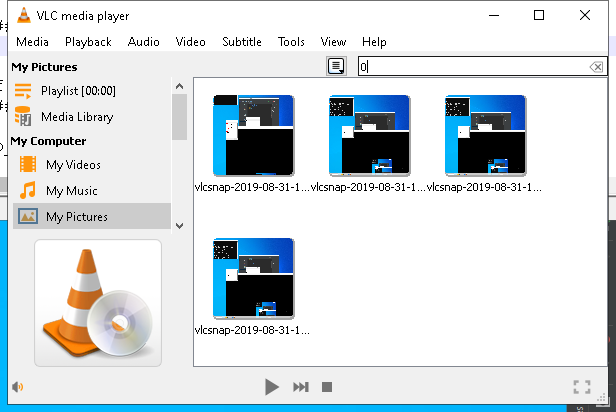 VLC media player
Media Playback Audio Video Subtitle Tools View Help
My Pictures
0
Playlist [00:00]
Media Library
My Computer
My Videos
My Music
My Pictures
vlcsnap-2019-08-31-1... vlcsnap-2019-08-31-1... vlcsnap-2019-08-31-1...
vlcsnap-2019-08-31-1...